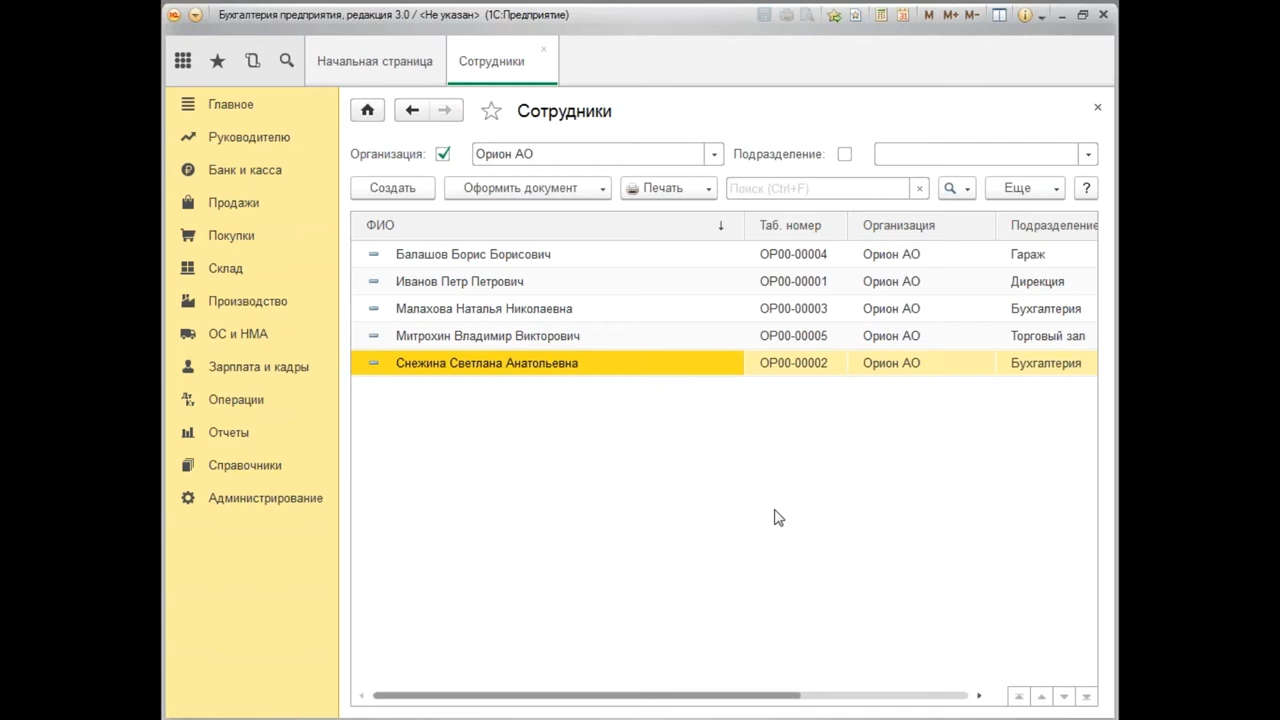 Бухгалтерия предприятия, редакция 3.0 / <Не указан> (1С:Предприятие)
M M+ M−
Начальная страница
Сотрудники
Главное
Руководителю
Банк и касса
Продажи
Покупки
Склад
Производство
ОС и НМА
Зарплата и кадры
Операции
Отчеты
Справочники
Администрирование
Сотрудники
Организация: Орион АО Подразделение:
Создать Оформить документ Печать Поиск (Ctrl+F) Еще ?
ФИО Таб. номер Организация Подразделение
Балашов Борис Борисович ОР00-00004 Орион АО Гараж
Иванов Петр Петрович ОР00-00001 Орион АО Дирекция
Малахова Наталья Николаевна ОР00-00003 Орион АО Бухгалтерия
Митрохин Владимир Викторович ОР00-00005 Орион АО Торговый зал
Снежина Светлана Анатольевна ОР00-00002 Орион АО Бухгалтерия